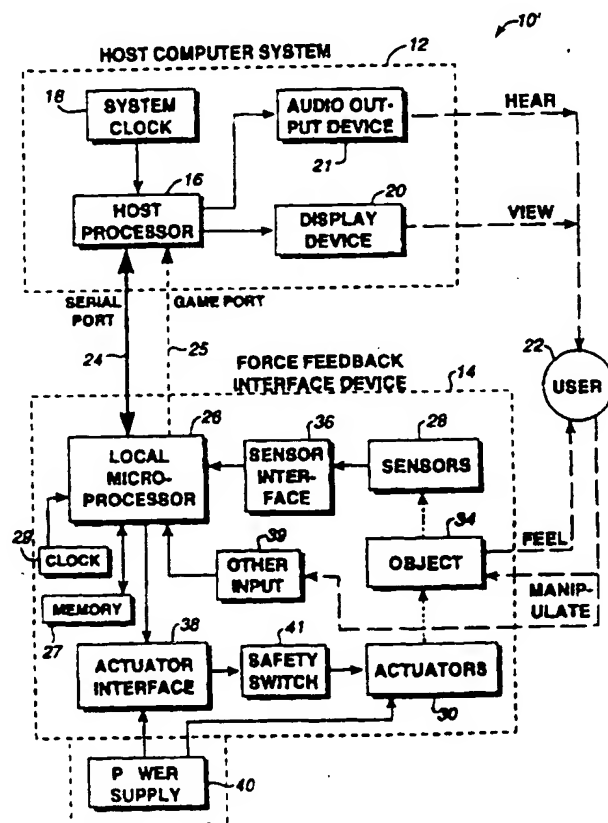 10'
HOST COMPUTER SYSTEM
12
18
SYSTEM
CLOCK
AUDIO OUT-
PUT DEVICE
21
HEAR
16
HOST
PROCESSOR
20
DISPLAY
DEVICE
VIEW
SERIAL
PORT
GAME PORT
24
25
FORCE FEEDBACK
INTERFACE DEVICE
14
22
USER
26
LOCAL
MICRO-
PROCESSOR
36
SENSOR
INTER-
FACE
28
SENSORS
34
OBJECT
FEEL
29
CLOCK
39
OTHER
INPUT
MANIP-
ULATE
MEMORY
27
38
ACTUATOR
INTERFACE
41
SAFETY
SWITCH
ACTUATORS
30
P WER
SUPPLY
40